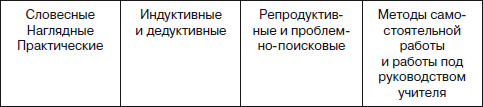 Словесные
Наглядные
Практические
Индуктивные
и дедуктивные
Репродуктив-
ные и проблем-
но-поисковые
Методы само-
стоятельной
работы
и работы под
руководством
учителя